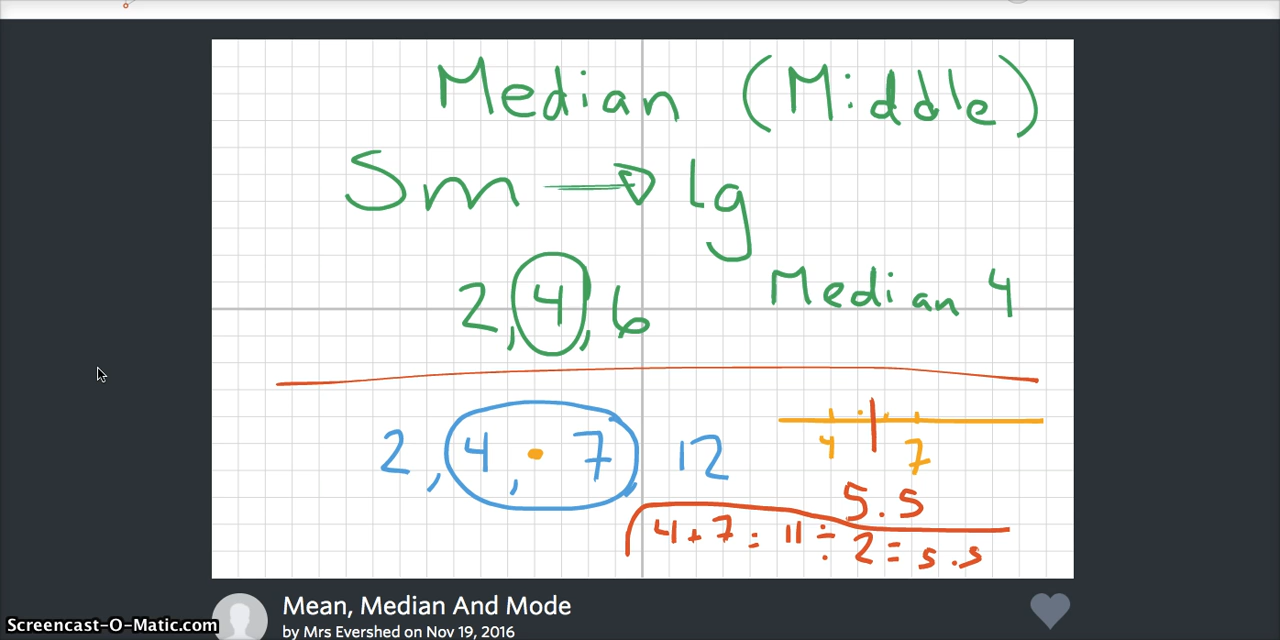 Median (Middle)
Sm → lg
2, 4, 6
Median 4
2, 4, 7 12
4 7
5.5
4+7=11÷2=5.5
Mean, Median And Mode
by Mrs Evershed on Nov 19, 2016
Screencast-O-Matic.com